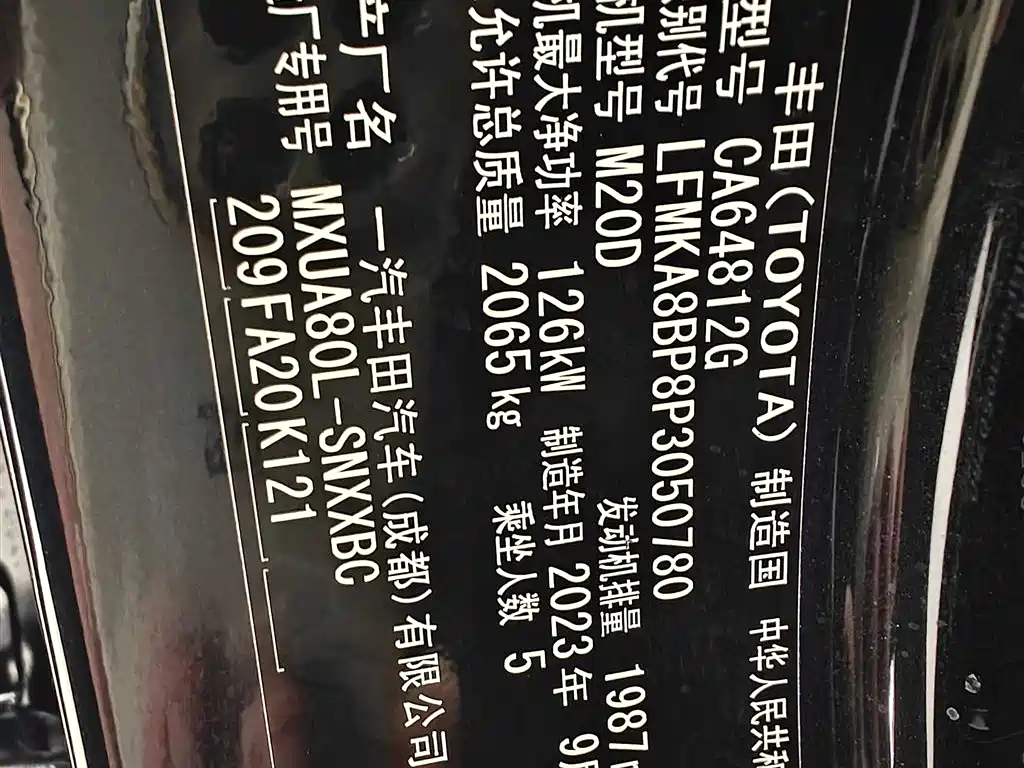 丰田(TOYOTA) 制造国 中华人民共和
型号 CA64812G
别代号 LFMKA8BP8P3050780
机型号 M20D 发动机排量 1987
机最大净功率 126kW 制造年月 2023年 9
允许总质量 2065kg 乘坐人数 5
产厂名 一汽丰田汽车(成都)有限公司
厂专用号 MXUA80L-SNXXBC
209FA20K121